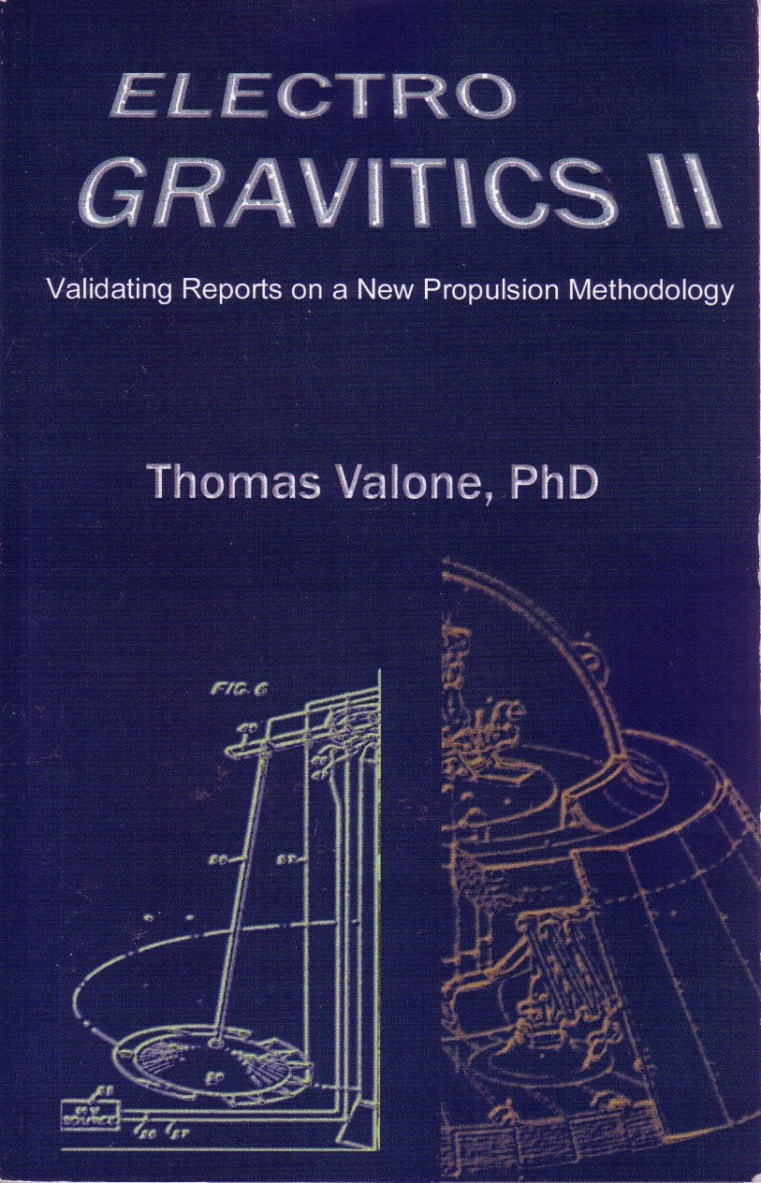 ELECTRO
GRAVITICS II
Validating Reports on a New Propulsion Methodology
Thomas Valone, PhD
FIG. 6
SOURCE